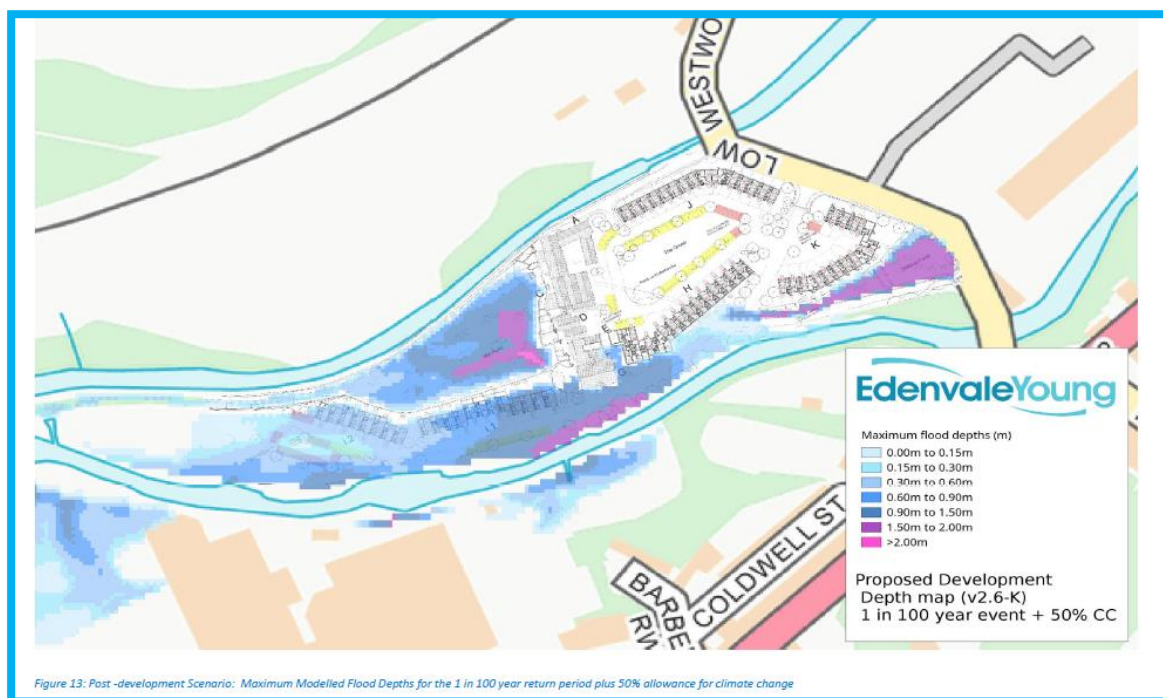 WESTWO
LOW
A
J
The Green
K
C
H
D
E
G
L1
L2
COLDWELL ST
BARBE
RW
EdenvaleYoung
Maximum flood depths (m)
0.00m to 0.15m
0.15m to 0.30m
0.30m to 0.60m
0.60m to 0.90m
0.90m to 1.50m
1.50m to 2.00m
>2.00m
Proposed Development
Depth map (v2.6-K)
1 in 100 year event + 50% CC
Figure 13: Post -development Scenario: Maximum Modelled Flood Depths for the 1 in 100 year return period plus 50% allowance for climate change